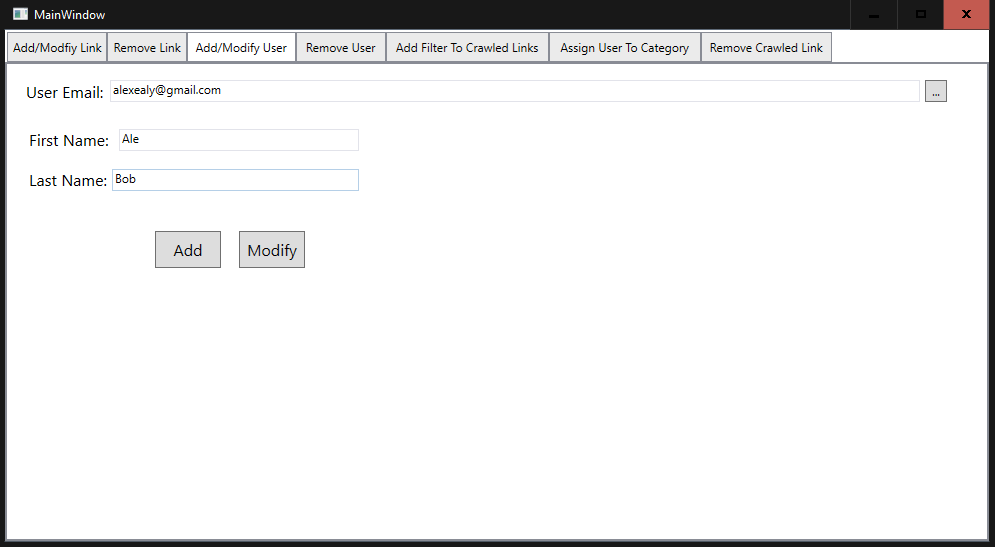 MainWindow
Add/Modfiy Link Remove Link Add/Modify User Remove User Add Filter To Crawled Links Assign User To Category Remove Crawled Link
User Email: alexealy@gmail.com ...
First Name: Ale
Last Name: Bob
Add Modify